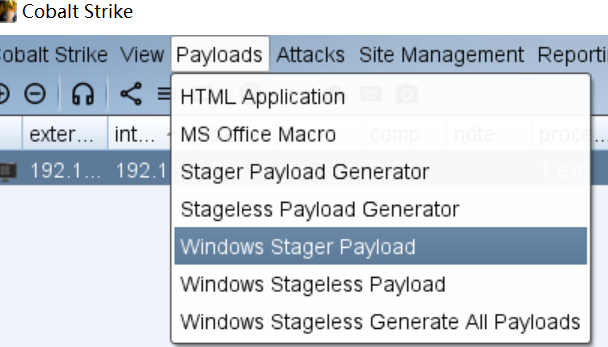 Cobalt Strike
obalt Strike View Payloads Attacks Site Management Reporti
HTML Application
exter... int... MS Office Macro comp... note proce...
192.1... 192.1 Stager Payload Generator
Stageless Payload Generator
Windows Stager Payload
Windows Stageless Payload
Windows Stageless Generate All Payloads